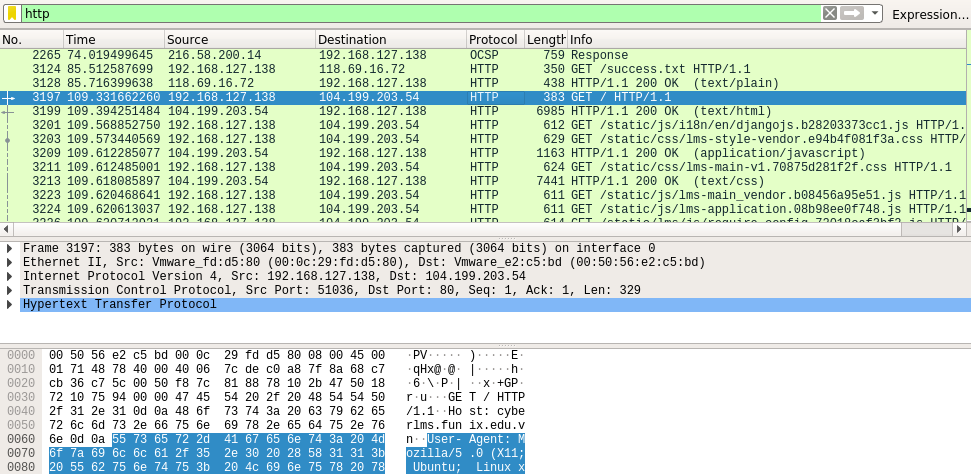 http
Expression...
No. Time Source Destination Protocol Length Info
2265 74.019499645 216.58.200.14 192.168.127.138 OCSP 759 Response
3124 85.512587699 192.168.127.138 118.69.16.72 HTTP 350 GET /success.txt HTTP/1.1
3128 85.716399638 118.69.16.72 192.168.127.138 HTTP 438 HTTP/1.1 200 OK (text/plain)
3197 109.331662260 192.168.127.138 104.199.203.54 HTTP 383 GET / HTTP/1.1
3199 109.394251484 104.199.203.54 192.168.127.138 HTTP 6985 HTTP/1.1 200 OK (text/html)
3201 109.568852750 192.168.127.138 104.199.203.54 HTTP 612 GET /static/js/i18n/en/djangojs.b28203373cc1.js HTTP/1.
3203 109.573440569 192.168.127.138 104.199.203.54 HTTP 629 GET /static/css/lms-style-vendor.e94b4f081f3a.css HTTP/
3209 109.612285077 104.199.203.54 192.168.127.138 HTTP 1163 HTTP/1.1 200 OK (application/javascript)
3211 109.612485001 192.168.127.138 104.199.203.54 HTTP 624 GET /static/css/lms-main-v1.70875d281f2f.css HTTP/1.1
3213 109.618085897 104.199.203.54 192.168.127.138 HTTP 7441 HTTP/1.1 200 OK (text/css)
3223 109.620468641 192.168.127.138 104.199.203.54 HTTP 611 GET /static/js/lms-main_vendor.b08456a95e51.js HTTP/1.1
3224 109.620613037 192.168.127.138 104.199.203.54 HTTP 611 GET /static/js/lms-application.08b98ee0f748.js HTTP/1.1
Frame 3197: 383 bytes on wire (3064 bits), 383 bytes captured (3064 bits) on interface 0
Ethernet II, Src: Vmware_fd:d5:80 (00:0c:29:fd:d5:80), Dst: Vmware_e2:c5:bd (00:50:56:e2:c5:bd)
Internet Protocol Version 4, Src: 192.168.127.138, Dst: 104.199.203.54
Transmission Control Protocol, Src Port: 51036, Dst Port: 80, Seq: 1, Ack: 1, Len: 329
Hypertext Transfer Protocol
0000 00 50 56 e2 c5 bd 00 0c 29 fd d5 80 08 00 45 00 ·PV·····)·····E·
0010 01 71 48 78 40 00 40 06 7c de c0 a8 7f 8a 68 c7 ·qHx@·@·|·····h·
0020 cb 36 c7 5c 00 50 f8 7c 81 88 78 10 2b 47 50 18 ·6·\·P·|··x·+GP·
0030 72 10 75 94 00 00 47 45 54 20 2f 20 48 54 54 50 r·u···GET / HTTP
0040 2f 31 2e 31 0d 0a 48 6f 73 74 3a 20 63 79 62 65 /1.1··Host: cybe
0050 72 6c 6d 73 2e 66 75 6e 69 78 2e 65 64 75 2e 76 rlms.funix.edu.v
0060 6e 0d 0a 55 73 65 72 2d 41 67 65 6e 74 3a 20 4d n··User-Agent: M
0070 6f 7a 69 6c 6c 61 2f 35 2e 30 20 28 58 31 31 3b ozilla/5.0 (X11;
0080 20 55 62 75 6e 74 75 3b 20 4c 69 6e 75 78 20 78 Ubuntu; Linux x